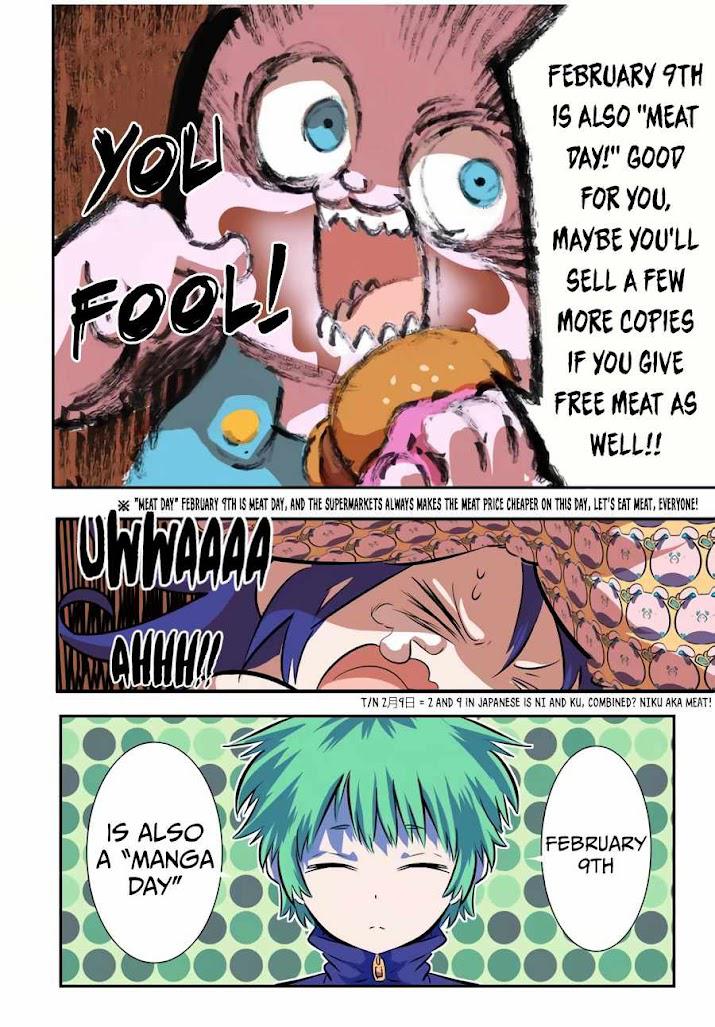 FEBRUARY 9TH
IS ALSO "MEAT
DAY!" GOOD
FOR YOU,
MAYBE YOU'LL
SELL A FEW
MORE COPIES
IF YOU GIVE
FREE MEAT AS
WELL!!
YOU
FOOL!
※ "MEAT DAY" FEBRUARY 9TH IS MEAT DAY, AND THE SUPERMARKETS ALWAYS MAKES THE MEAT PRICE CHEAPER ON THIS DAY, LET'S EAT MEAT, EVERYONE!
UWWAAAA
AHHH!!
T/N 2月9日 = 2 AND 9 IN JAPANESE IS NI AND KU, COMBINED? NIKU AKA MEAT!
FEBRUARY
9TH
IS ALSO
A "MANGA
DAY"